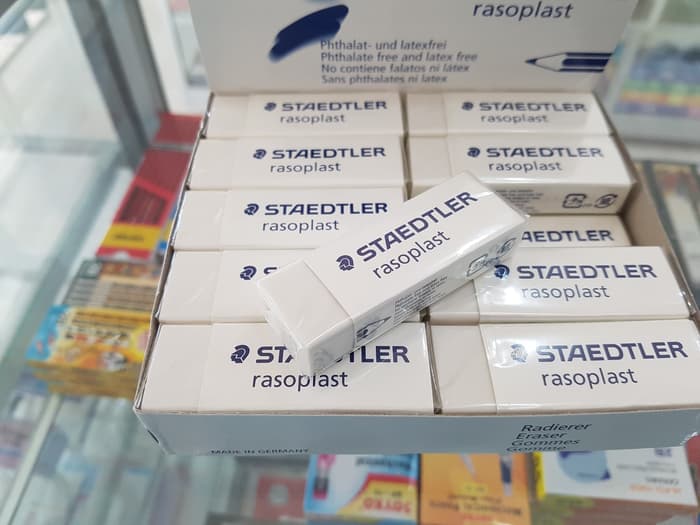 rasoplast
Phthalat- und latexfrei
Phthalate free and latex free
No contiene falatos ni látex
Sans phthalates ni latex
STAEDTLER
rasoplast
STAEDTLER
rasoplast
STAEDTLER
rasoplast
STAEDTLER
rasoplast
STAEDTLER
rasoplast
STAEDTLER
rasoplast
AEDTLER
STAEDTLER
rasoplast
STAEDTLER
rasoplast
STAEDTLER
rasoplast
Radierer
Eraser
Gommes
MADE IN GERMANY